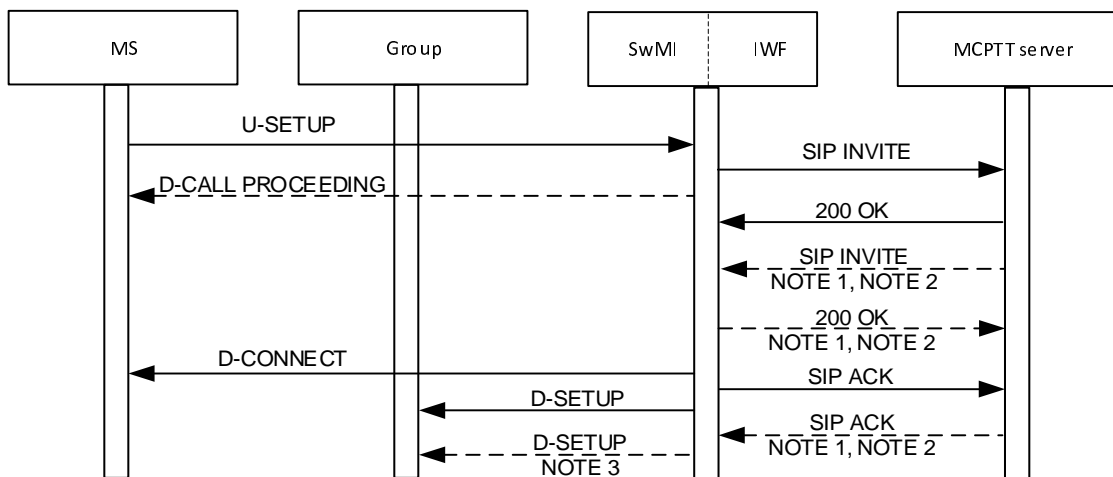 MS
Group
SwMI
IWF
MCPTT server
U-SETUP
SIP INVITE
D-CALL PROCEEDING
200 OK
SIP INVITE
NOTE 1, NOTE 2
200 OK
NOTE 1, NOTE 2
D-CONNECT
SIP ACK
D-SETUP
SIP ACK
NOTE 1, NOTE 2
D-SETUP
NOTE 3